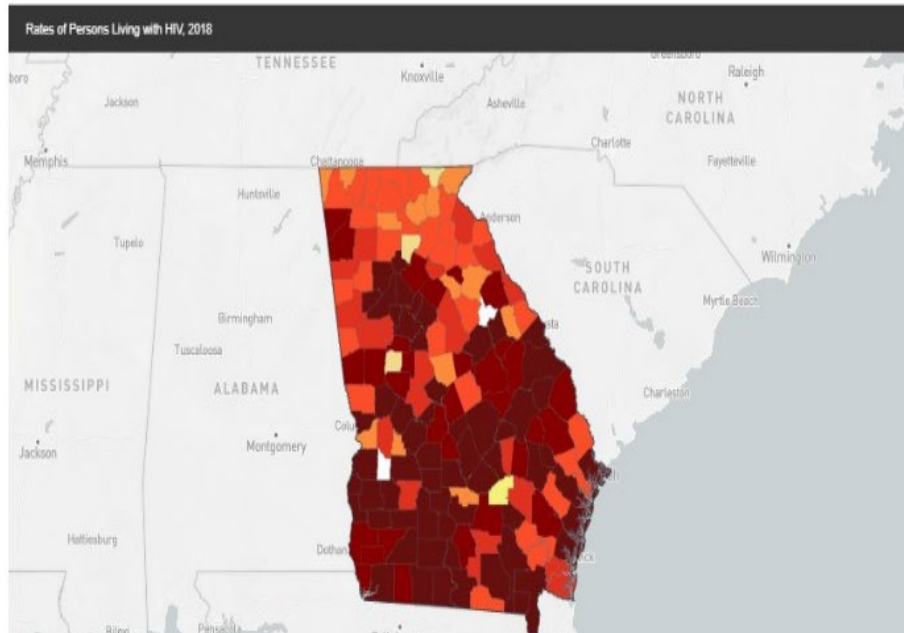 Rates of Persons Living with HIV, 2018
TENNESSEE
Knoxville
Raleigh
Jackson
Asheville
NORTH
CAROLINA
Charlotte
Memphis
Chattanooga
Fayetteville
Huntsville
Anderson
Tupelo
Wilmington
SOUTH
CAROLINA
Myrtle Beach
Birmingham
Tuscaloosa
MISSISSIPPI
ALABAMA
Charleston
Montgomery
Jackson
Hattiesburg
Dothan